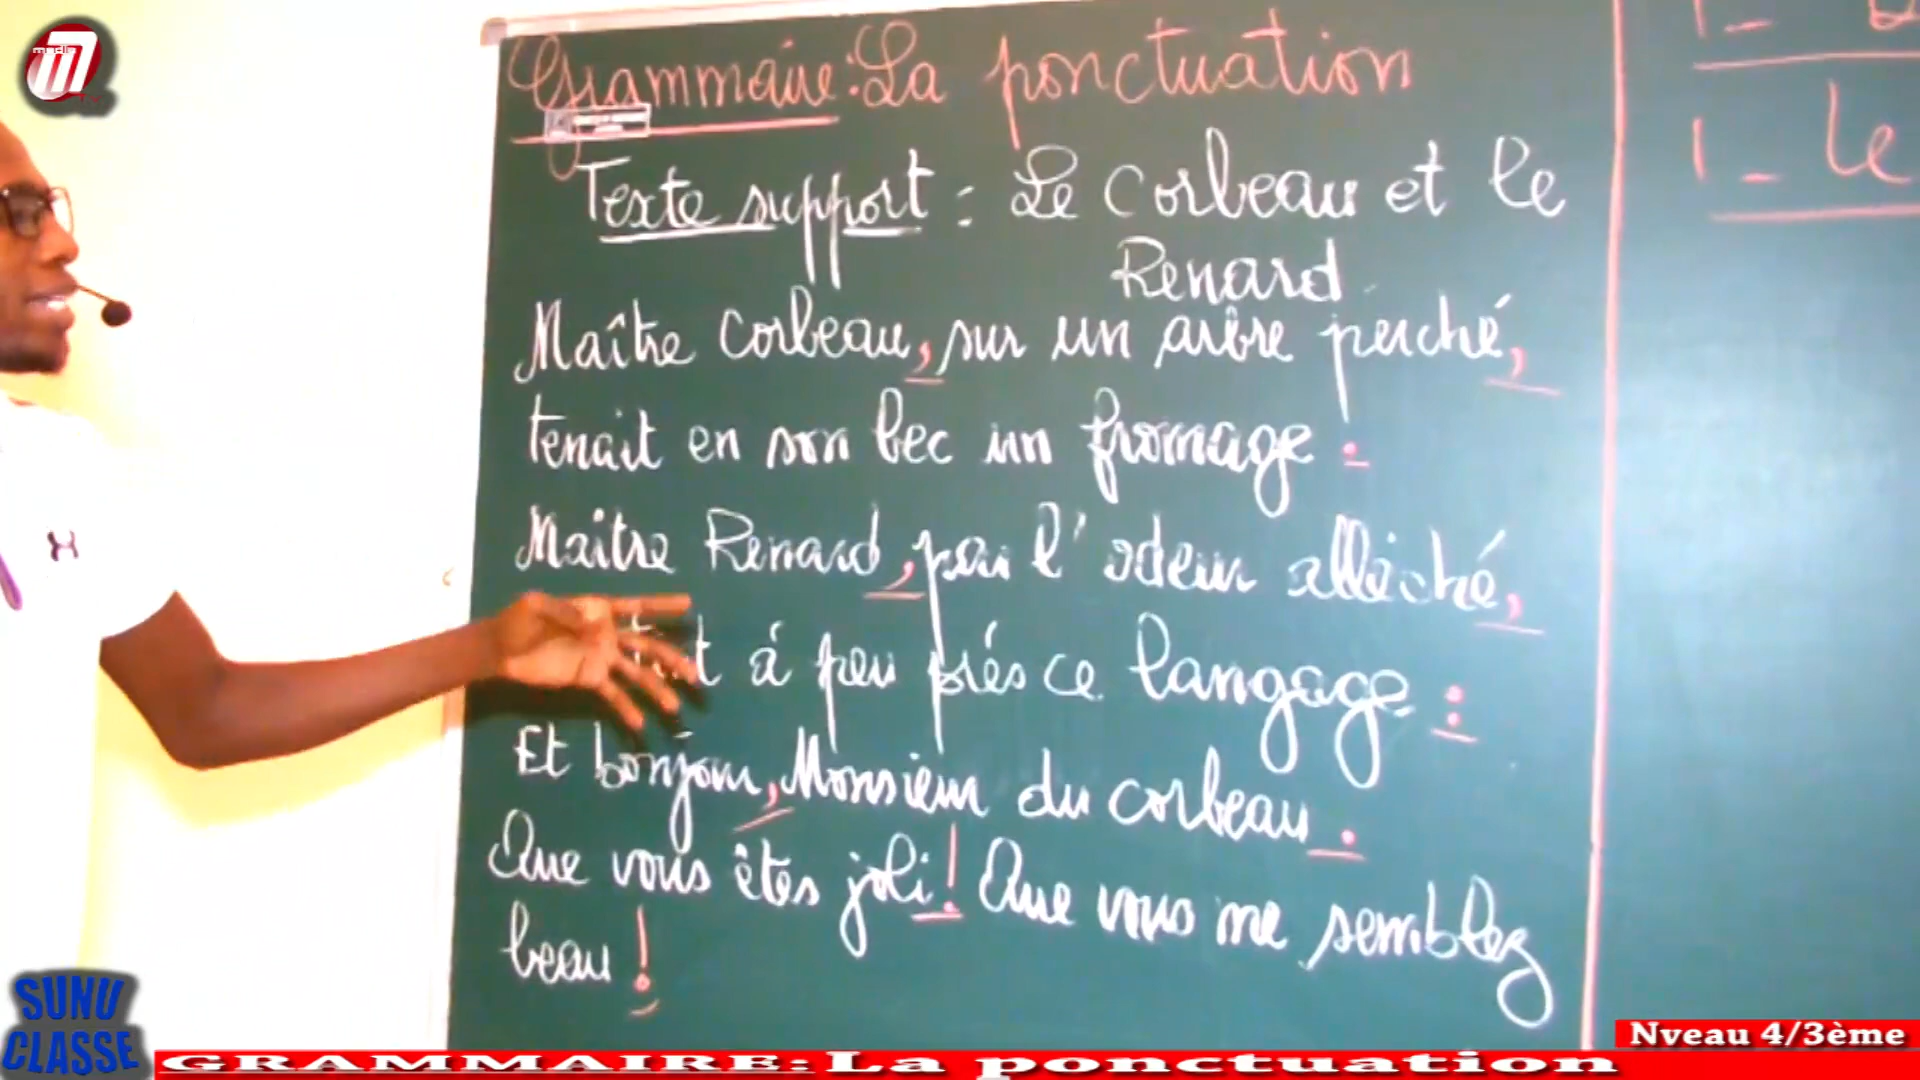 media
m
Grammaire: La ponctuation
Texte support : Le Corbeau et le
Renard
Maître Corbeau, sur un arbre perché,
tenait en son bec un fromage .
Maitre Renard, par l'odeur alléché,
à peu près ce langage :
Et bonjour, Monsieur du corbeau .
Que vous êtes joli ! Que vous me semblez
beau !
1-
1- Le
SUNU
CLASSE
Nveau 4/3ème
GRAMMAIRE: La ponctuation